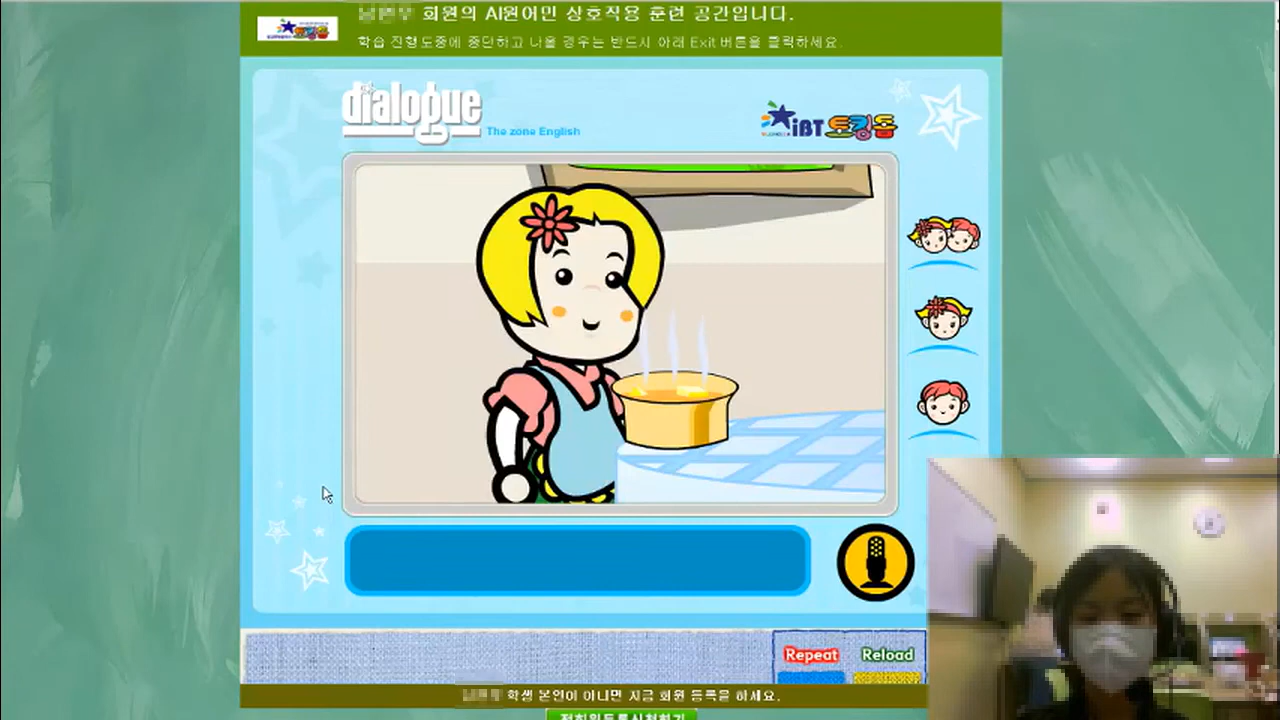 회원의 AI원어민 상호작용 훈련 공간입니다.
학습 진행도중에 중단하고 나올 경우는 반드시 아래 Exit 버튼을 클릭하세요.
dialogue
The zone English
iBT 토킹톰
Repeat
Reload
학생 본인이 아니면 지금 회원 등록을 하세요.